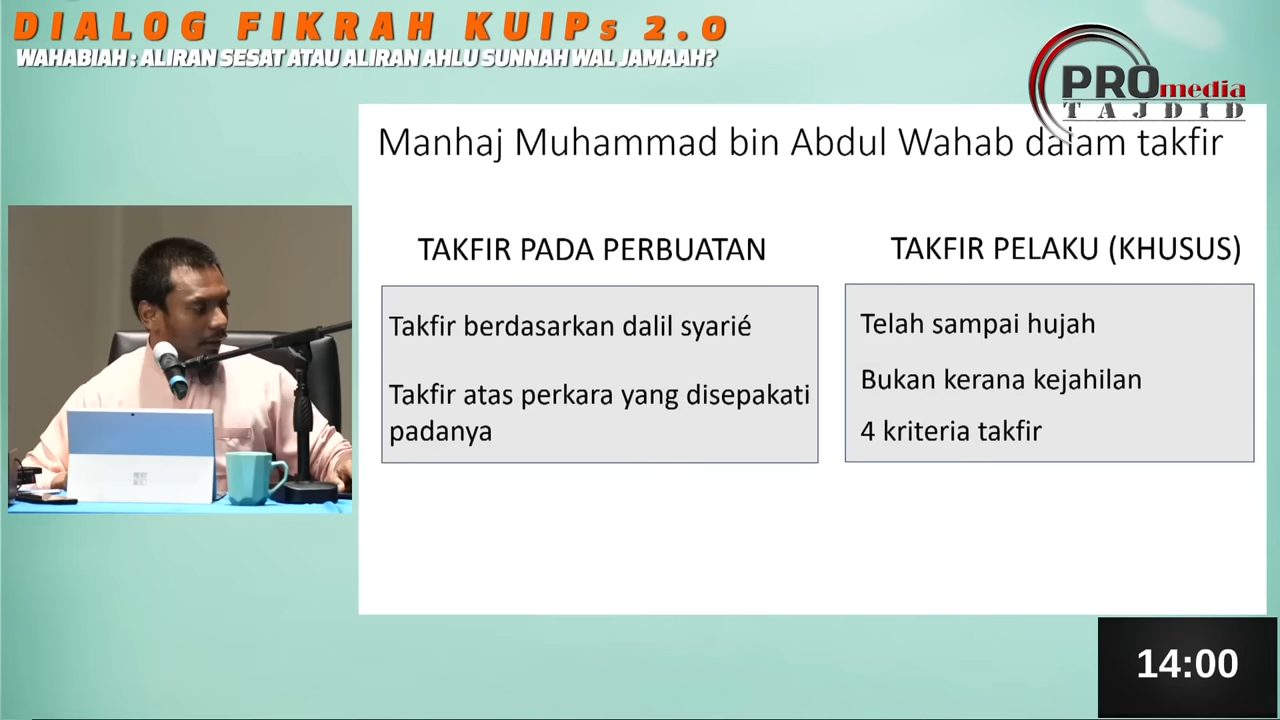 DIALOG FIKRAH KUIPs 2.0
WAHABIAH : ALIRAN SESAT ATAU ALIRAN AHLU SUNNAH WAL JAMAAH?
PROmedia
TAJDID
Manhaj Muhammad bin Abdul Wahab dalam takfir
TAKFIR PADA PERBUATAN
Takfir berdasarkan dalil syarié
Takfir atas perkara yang disepakati
padanya
TAKFIR PELAKU (KHUSUS)
Telah sampai hujah
Bukan kerana kejahilan
4 kriteria takfir
14:00